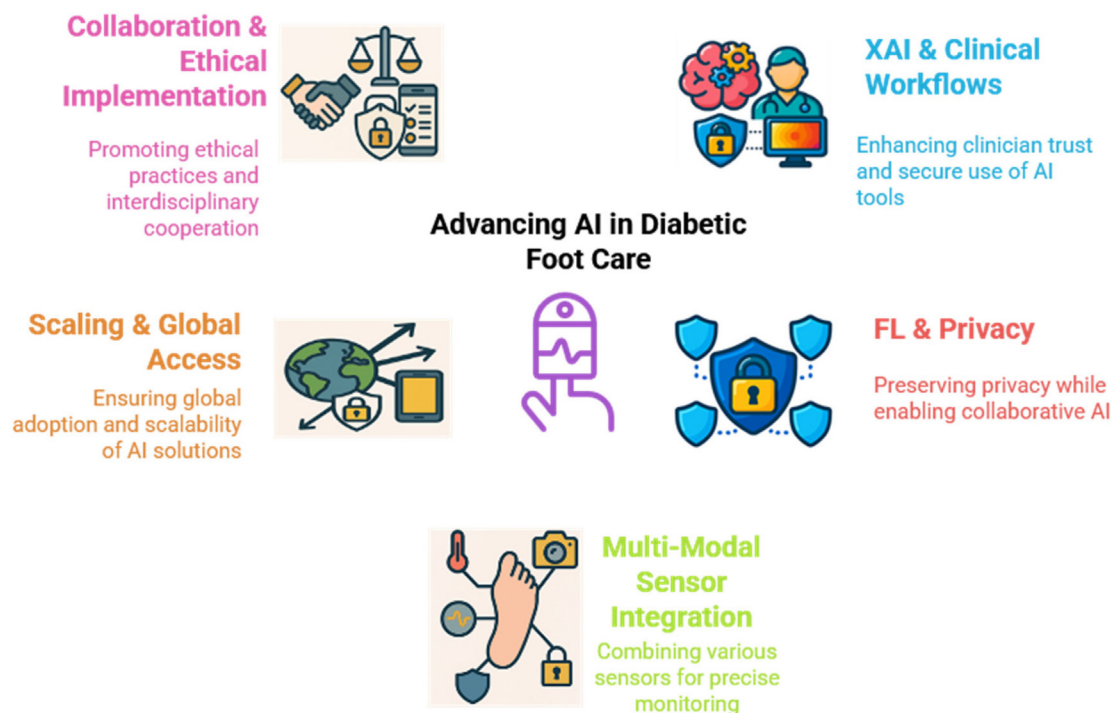 Collaboration &
Ethical
Implementation
Promoting ethical
practices and
interdisciplinary
cooperation
XAI & Clinical
Workflows
Enhancing clinician trust
and secure use of AI
tools
Advancing AI in Diabetic
Foot Care
Scaling & Global
Access
Ensuring global
adoption and scalability
of AI solutions
FL & Privacy
Preserving privacy while
enabling collaborative AI
Multi-Modal
Sensor
Integration
Combining various
sensors for precise
monitoring